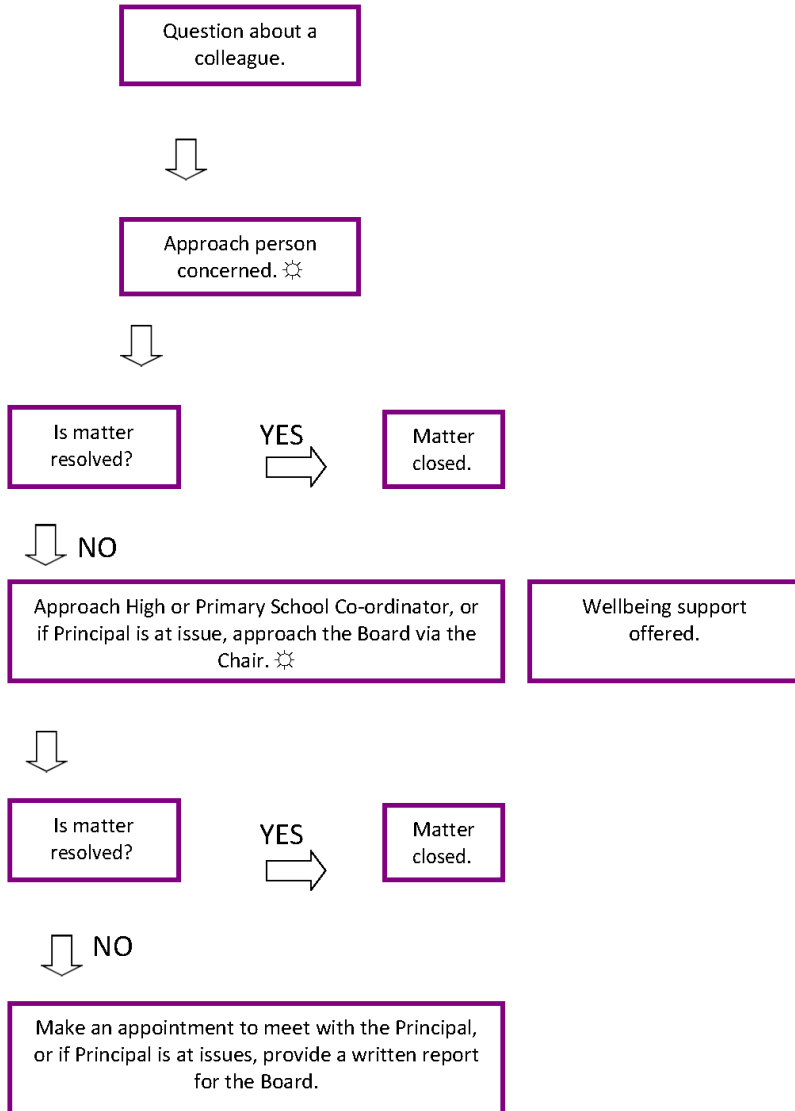 Question about a
colleague.
Approach person
concerned. ☼
Is matter
resolved?
YES
Matter
closed.
NO
Approach High or Primary School Co-ordinator, or
if Principal is at issue, approach the Board via the
Chair. ☼
Wellbeing support
offered.
Is matter
resolved?
YES
Matter
closed.
NO
Make an appointment to meet with the Principal,
or if Principal is at issues, provide a written report
for the Board.